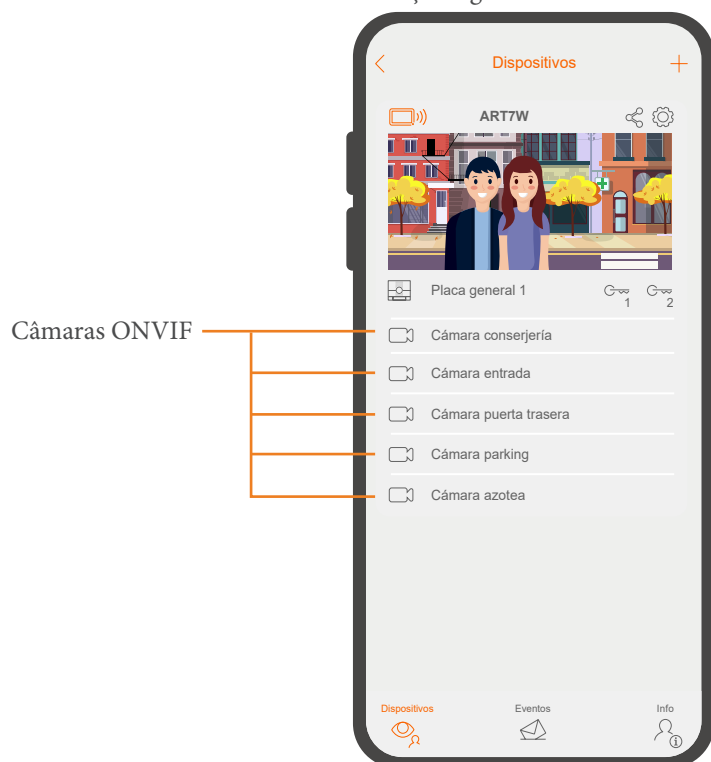 Dispositivos
ART7W
Placa general 1
1 2
Câmaras ONVIF
Cámara conserjería
Cámara entrada
Cámara puerta trasera
Cámara parking
Cámara azotea
Dispositivos Eventos Info